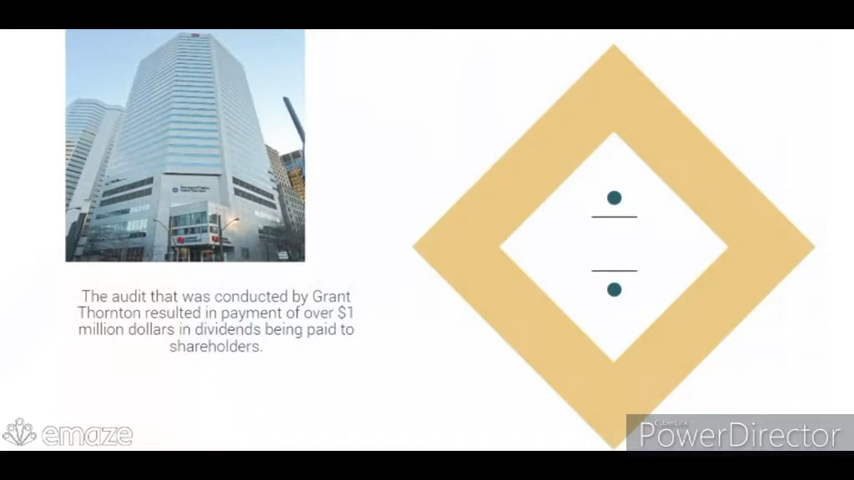 The audit that was conducted by Grant
Thornton resulted in payment of over $1
million dollars in dividends being paid to
shareholders.
emaze
CyberLink
PowerDirector